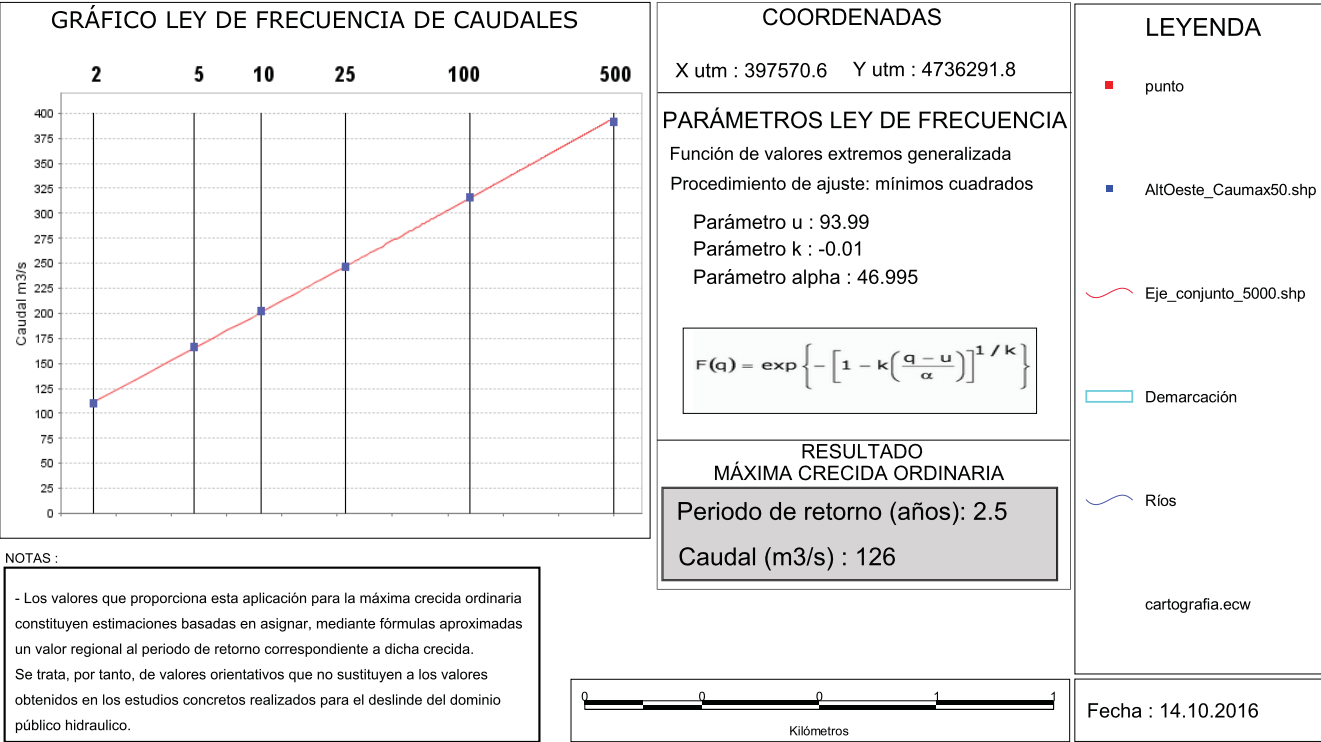 GRÁFICO LEY DE FRECUENCIA DE CAUDALES
2 5 10 25 100 500
400
375
350
325
300
275
250
225
200
175
150
125
100
75
50
25
0
Caudal m3/s
NOTAS :
- Los valores que proporciona esta aplicación para la máxima crecida ordinaria
constituyen estimaciones basadas en asignar, mediante fórmulas aproximadas
un valor regional al periodo de retorno correspondiente a dicha crecida.
Se trata, por tanto, de valores orientativos que no sustituyen a los valores
obtenidos en los estudios concretos realizados para el deslinde del dominio
público hidraulico.
COORDENADAS
X utm : 397570.6 Y utm : 4736291.8
PARÁMETROS LEY DE FRECUENCIA
Función de valores extremos generalizada
Procedimiento de ajuste: mínimos cuadrados
Parámetro u : 93.99
Parámetro k : -0.01
Parámetro alpha : 46.995
F(q) = exp{-[1 - k(q - u / α)]^1/k}
RESULTADO
MÁXIMA CRECIDA ORDINARIA
Periodo de retorno (años): 2.5
Caudal (m3/s) : 126
0 0 0 1 1
Kilómetros
LEYENDA
punto
AltOeste_Caumax50.shp
Eje_conjunto_5000.shp
Demarcación
Ríos
cartografia.ecw
Fecha : 14.10.2016